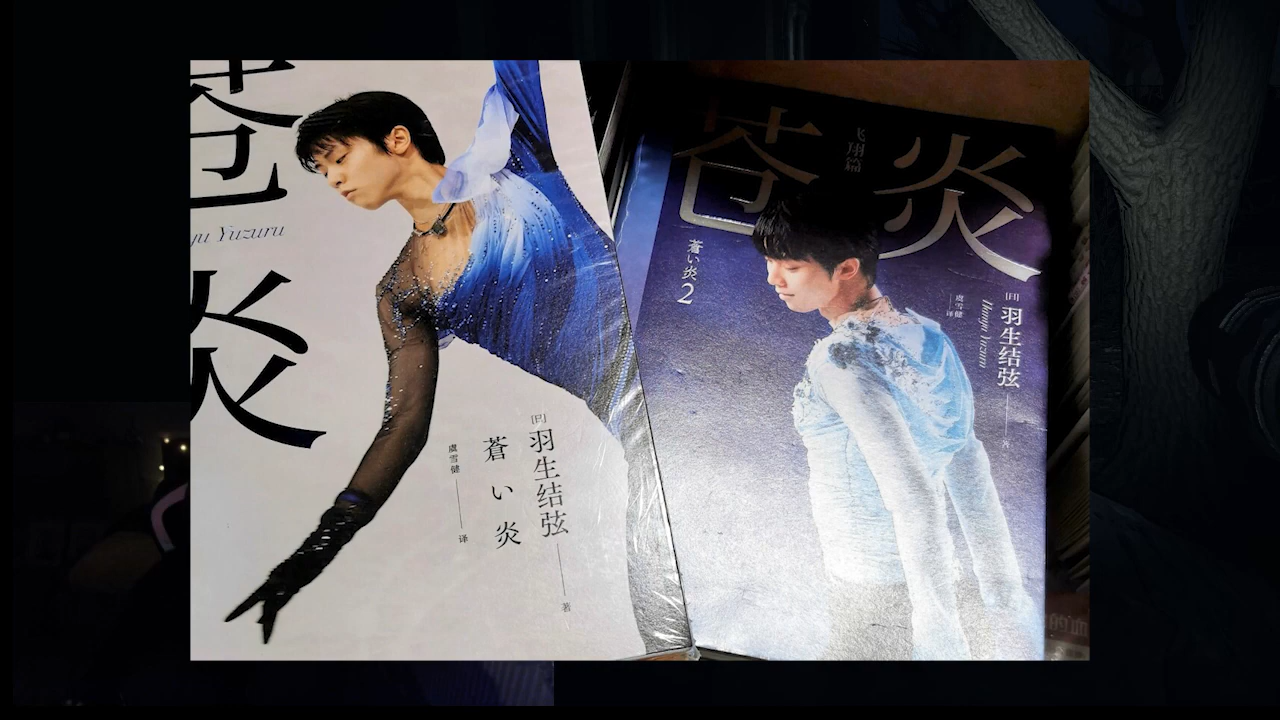 苍
yu Yuzuru
炎
[日]羽生结弦——著
蒼い炎
虞雪健——译
苍炎
飞翔篇
蒼い炎2
[日]羽生结弦——著
Hanyu Yuzuru
虞雪健——译